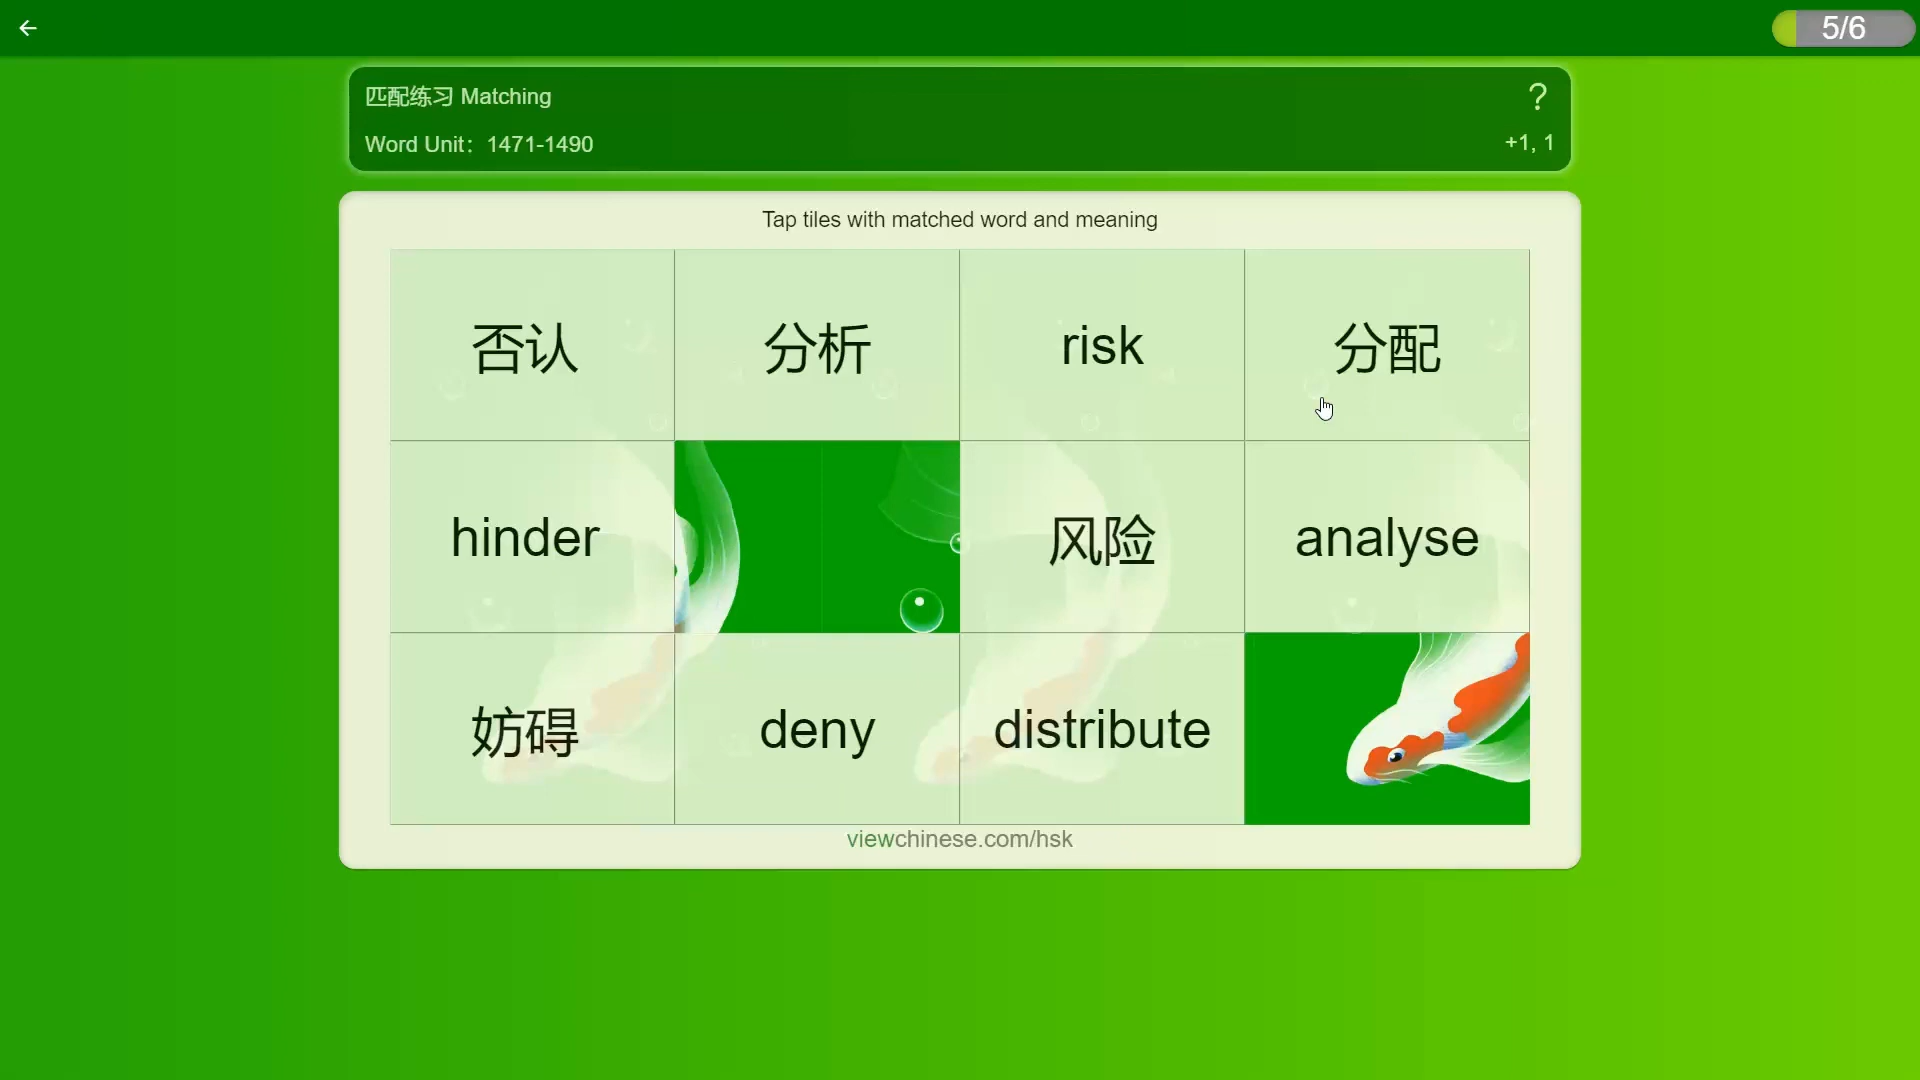 5/6
匹配练习 Matching
?
Word Unit：1471-1490
+1, 1
Tap tiles with matched word and meaning
否认
分析
risk
分配
hinder
风险
analyse
妨碍
deny
distribute
viewchinese.com/hsk